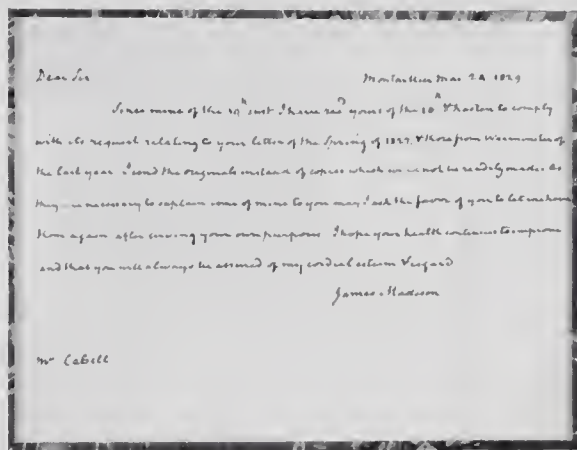 Dear Sir Montpellier Mar. 24 1829
Since mine of the 19th inst I have recd yours of the 18th & hasten to comply
with its request relating to your letter of the Spring of 1827, & those from Warminster of
the last year. I send the originals instead of copies which could not be readily made. As
they are necessary to explain some of mine to you may I ask the favor of you to let me have
them again after serving your own purpose. I hope your health continues to improve
and that you will always be assured of my cordial esteem & regard
James Madison
Mr Cabell